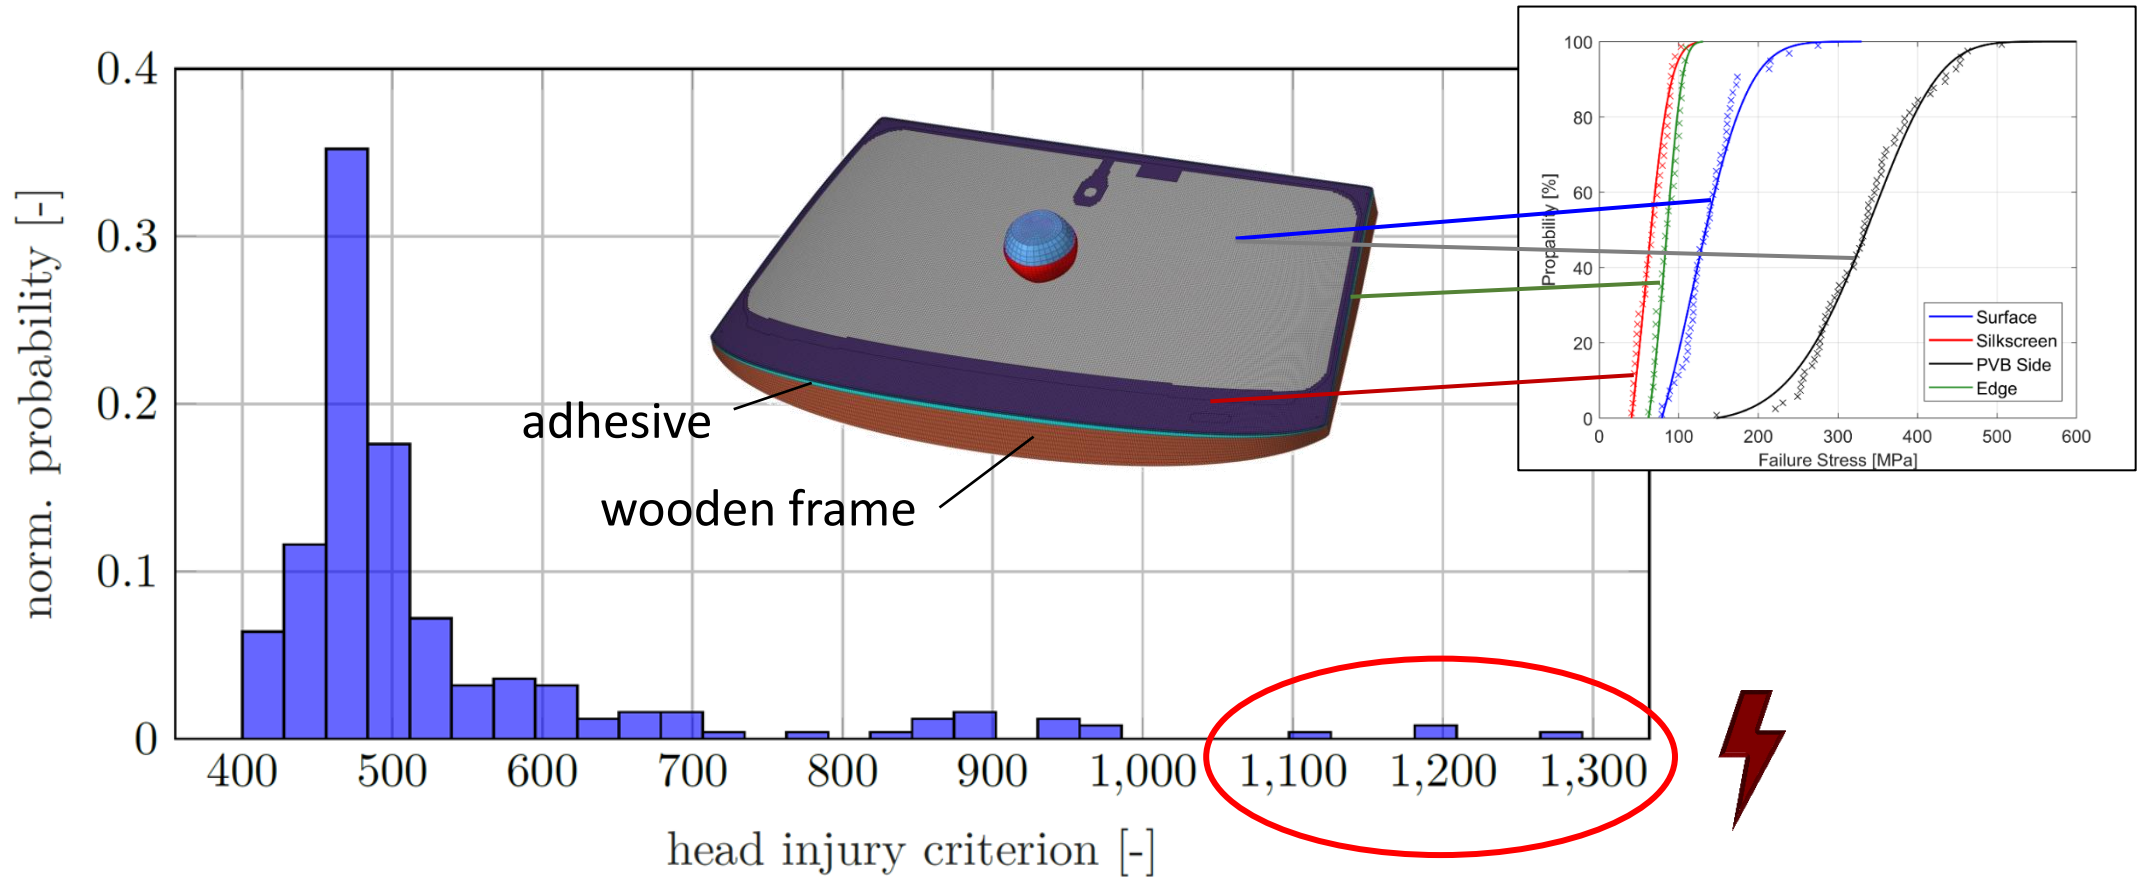 norm. probability [-]
0.4
0.3
0.2
0.1
0
400 500 600 700 800 900 1,000 1,100 1,200 1,300
head injury criterion [-]
adhesive
wooden frame
Propability [%]
100
80
60
40
20
0
0 100 200 300 400 500 600
Failure Stress [MPa]
Surface
Silkscreen
PVB Side
Edge